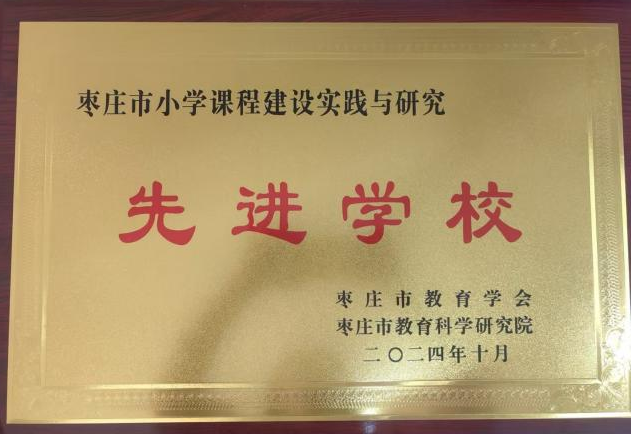 枣庄市小学课程建设实践与研究
先进学校
枣庄市教育学会
枣庄市教育科学研究院
二〇二四年十月